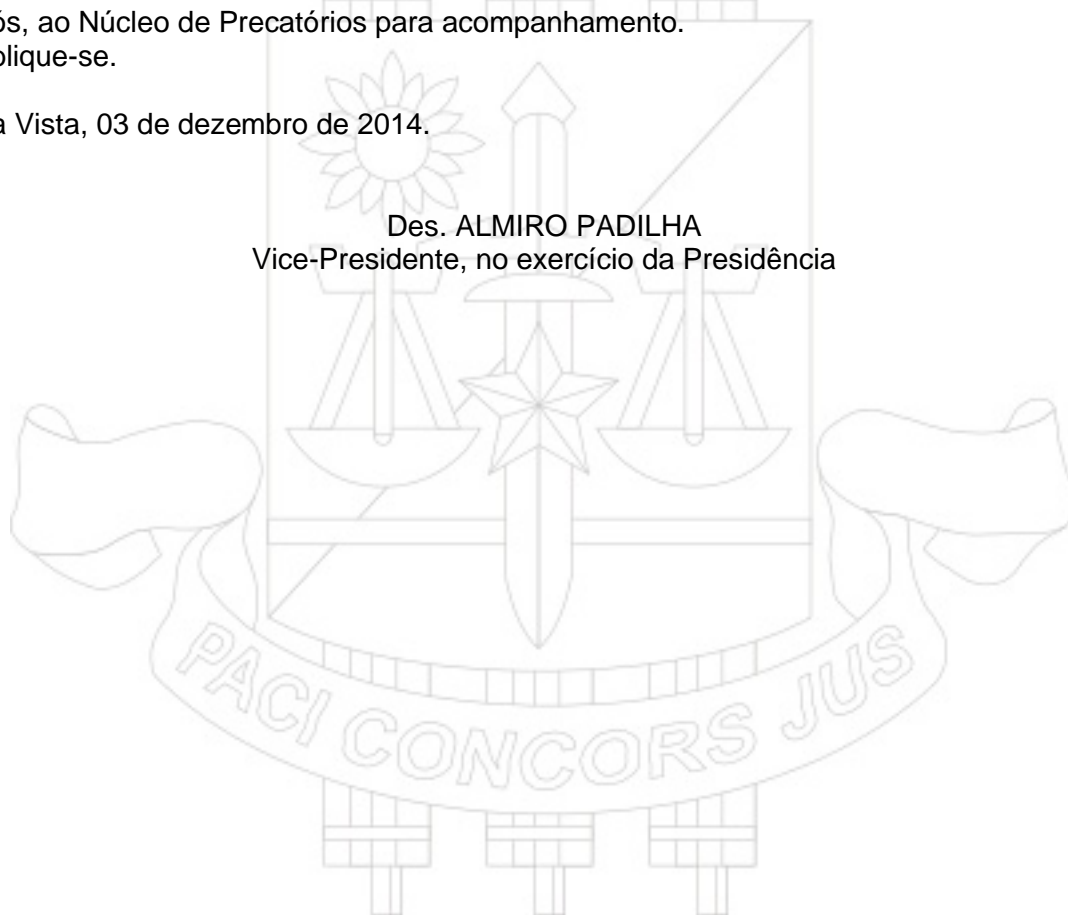 ós, ao Núcleo de Precatórios para acompanhamento.
blique-se.
a Vista, 03 de dezembro de 2014.
Des. ALMIRO PADILHA
Vice-Presidente, no exercício da Presidência
PACI CONCORS JUS